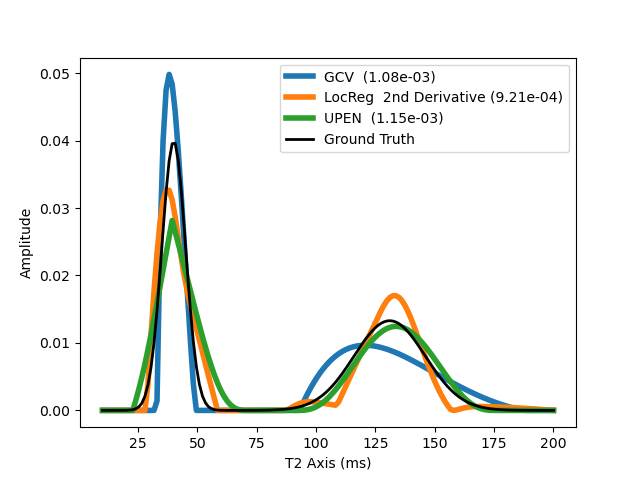 GCV  (1.08e-03)
LocReg  2nd Derivative (9.21e-04)
UPEN  (1.15e-03)
Ground Truth
0.05
0.04
0.03
0.02
0.01
0.00
Amplitude
25 50 75 100 125 150 175 200
T2 Axis (ms)